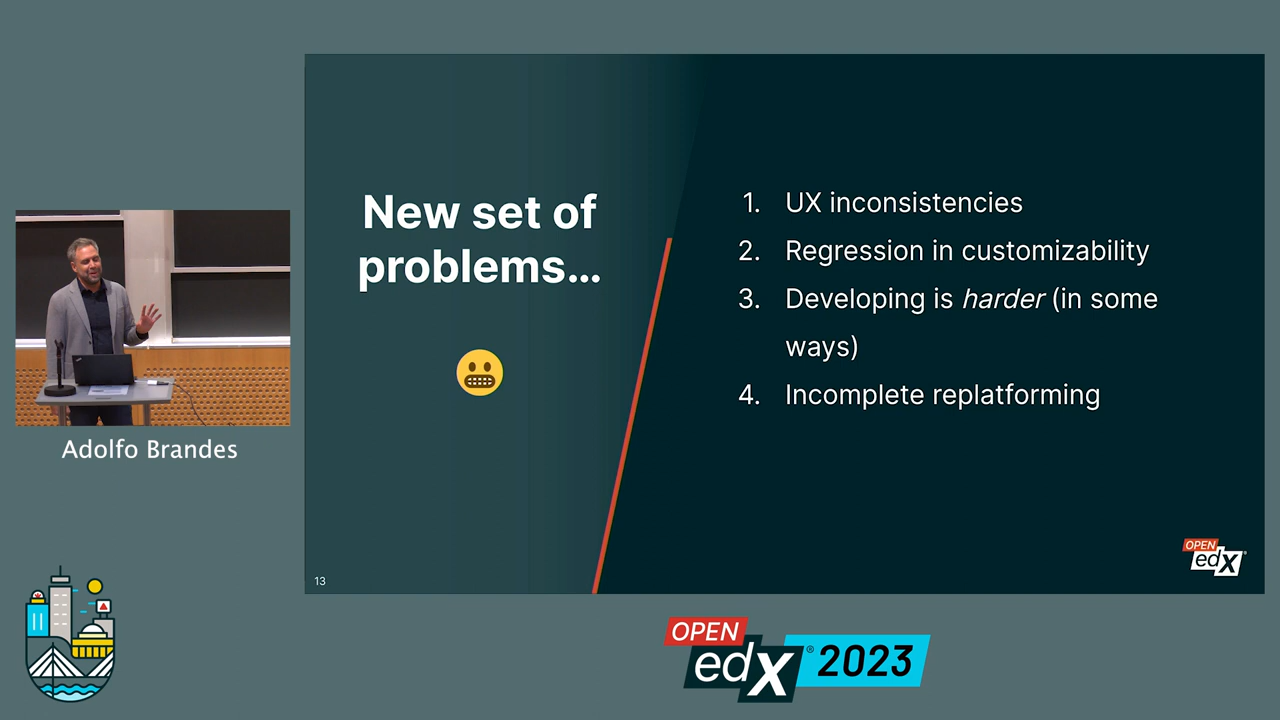 New set of
problems...
1. UX inconsistencies
2. Regression in customizability
3. Developing is harder (in some
ways)
4. Incomplete replatforming
Adolfo Brandes
13
OPEN
edX®
OPEN
edX® 2023